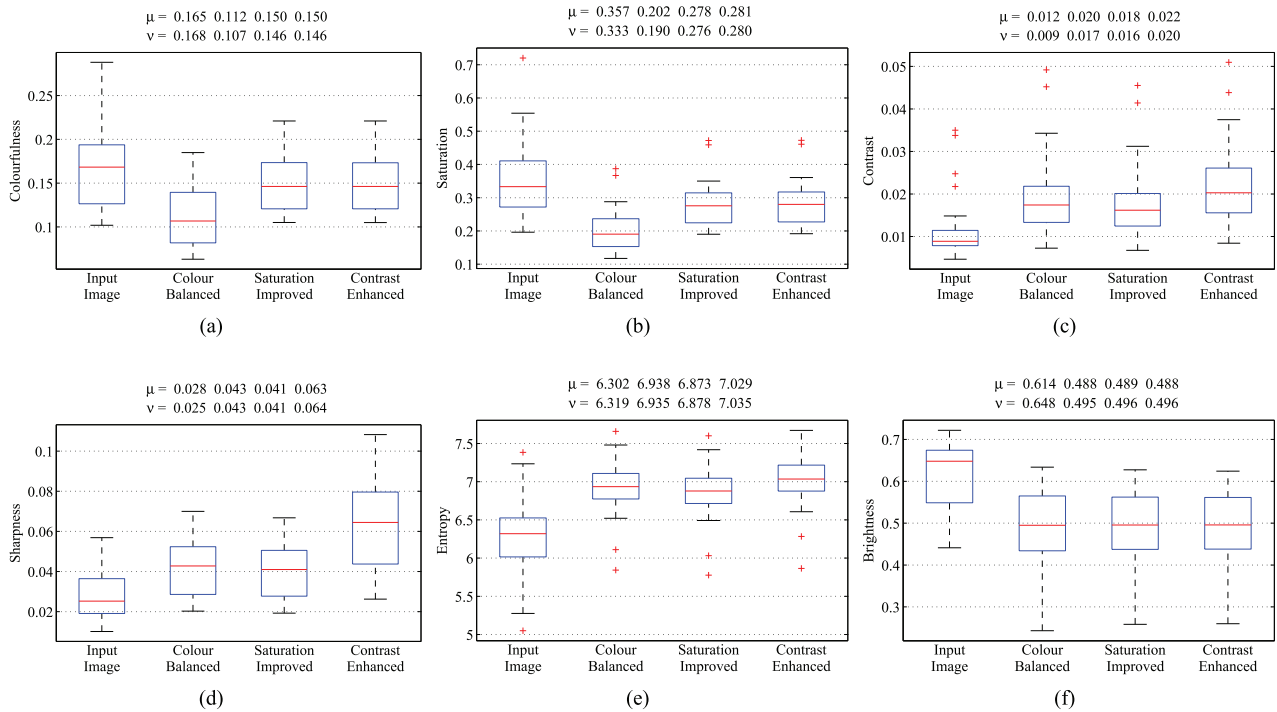 μ = 0.165 0.112 0.150 0.150
ν = 0.168 0.107 0.146 0.146
Colourfulness
0.25
0.2
0.15
0.1
Input Image
Colour Balanced
Saturation Improved
Contrast Enhanced
(a)
μ = 0.357 0.202 0.278 0.281
ν = 0.333 0.190 0.276 0.280
Saturation
0.7
0.6
0.5
0.4
0.3
0.2
0.1
Input Image
Colour Balanced
Saturation Improved
Contrast Enhanced
(b)
μ = 0.012 0.020 0.018 0.022
ν = 0.009 0.017 0.016 0.020
Contrast
0.05
0.04
0.03
0.02
0.01
Input Image
Colour Balanced
Saturation Improved
Contrast Enhanced
(c)
μ = 0.028 0.043 0.041 0.063
ν = 0.025 0.043 0.041 0.064
Sharpness
0.1
0.08
0.06
0.04
0.02
Input Image
Colour Balanced
Saturation Improved
Contrast Enhanced
(d)
μ = 6.302 6.938 6.873 7.029
ν = 6.319 6.935 6.878 7.035
Entropy
7.5
7
6.5
6
5.5
5
Input Image
Colour Balanced
Saturation Improved
Contrast Enhanced
(e)
μ = 0.614 0.488 0.489 0.488
ν = 0.648 0.495 0.496 0.496
Brightness
0.7
0.6
0.5
0.4
0.3
Input Image
Colour Balanced
Saturation Improved
Contrast Enhanced
(f)